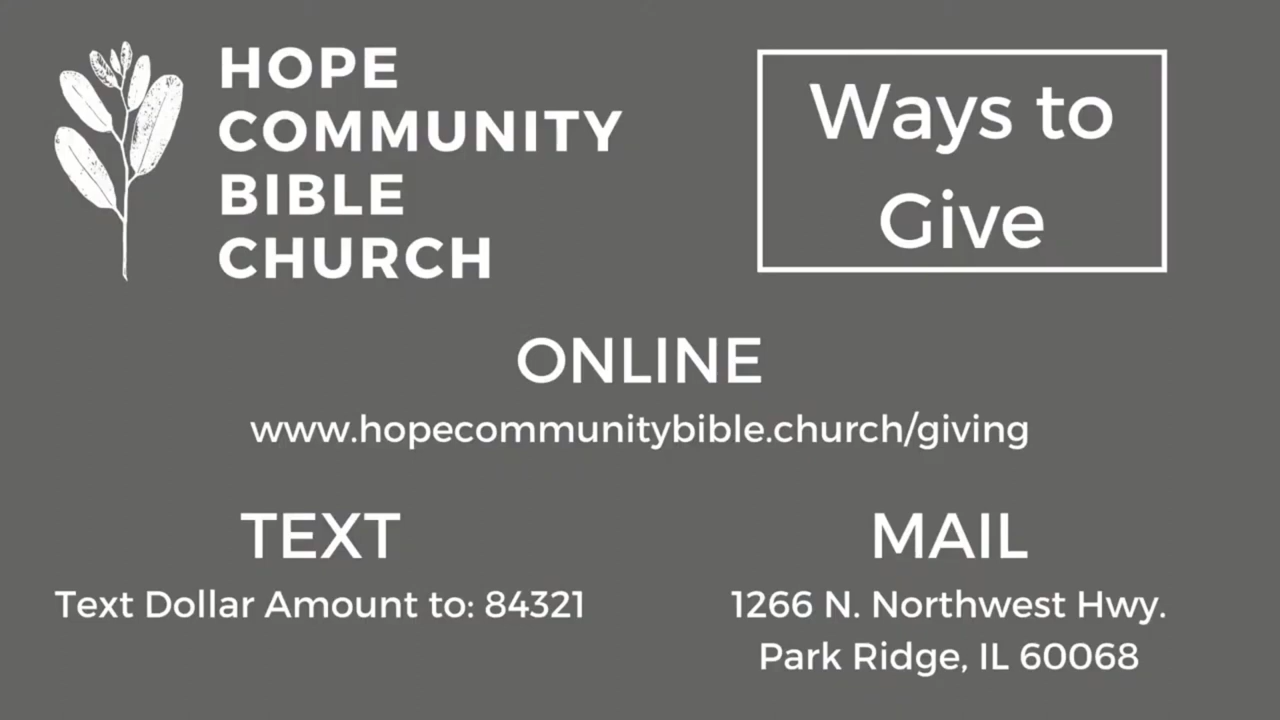 HOPE
COMMUNITY
BIBLE
CHURCH
Ways to
Give
ONLINE
www.hopecommunitybible.church/giving
TEXT
Text Dollar Amount to: 84321
MAIL
1266 N. Northwest Hwy.
Park Ridge, IL 60068